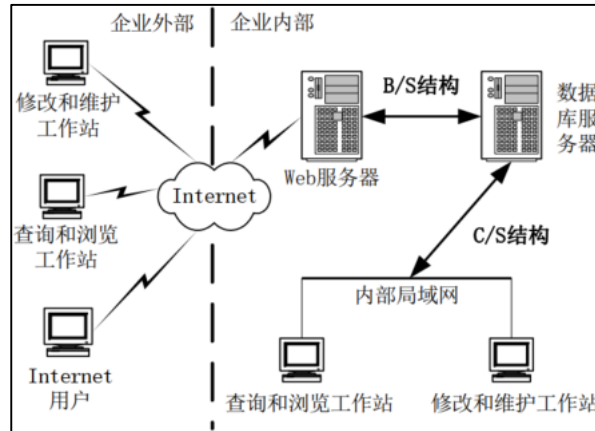 企业外部
企业内部
修改和维护
工作站
B/S结构
数据
库服
务器
Internet
Web服务器
查询和浏览
工作站
C/S结构
内部局域网
Internet
用户
查询和浏览工作站
修改和维护工作站